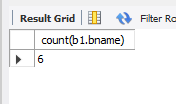 Result Grid Filter Ro
count(b1.bname)
6